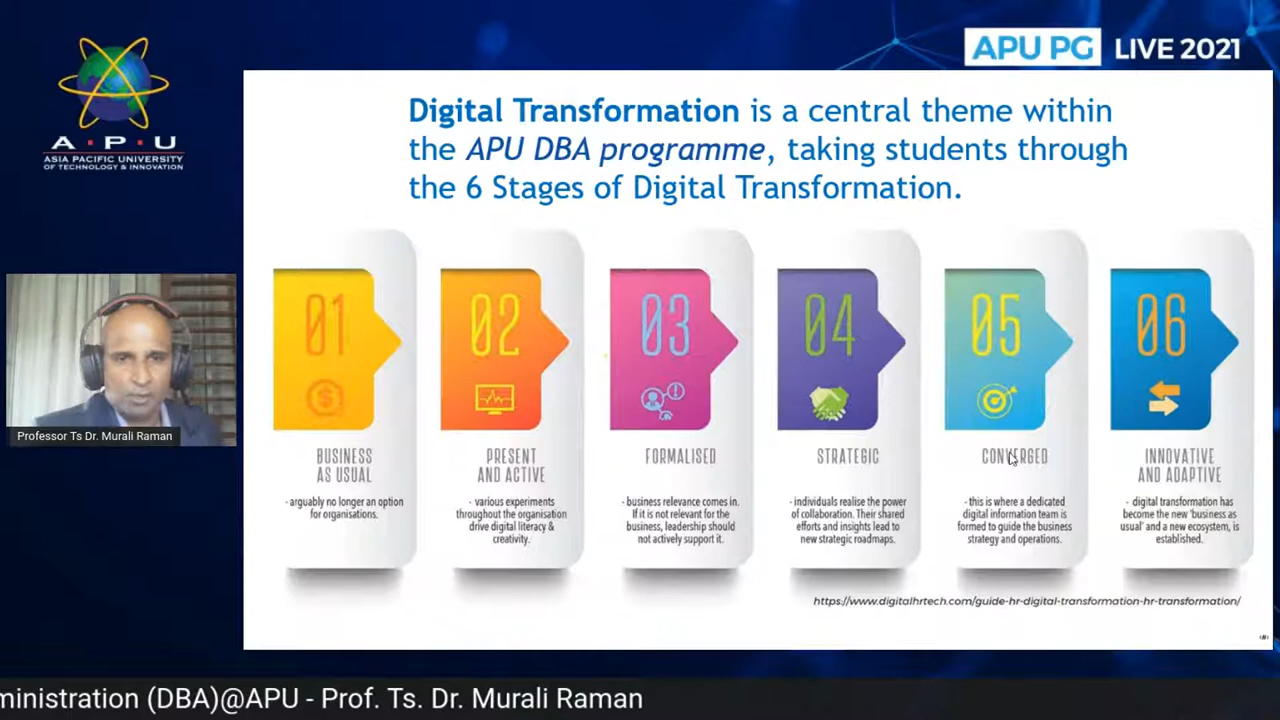 APU PG LIVE 2021
A·P·U
ASIA PACIFIC UNIVERSITY
OF TECHNOLOGY & INNOVATION
Digital Transformation is a central theme within
the APU DBA programme, taking students through
the 6 Stages of Digital Transformation.
01
BUSINESS
AS USUAL
- arguably no longer an option
for organisations.
02
PRESENT
AND ACTIVE
- various experiments
throughout the organisation
drive digital literacy &
creativity.
03
FORMALISED
- business relevance comes in.
If it is not relevant for the
business, leadership should
not actively support it.
04
STRATEGIC
- individuals realise the power
of collaboration. Their shared
efforts and insights lead to
new strategic roadmaps.
05
CONVERGED
- this is where a dedicated
digital information team is
formed to guide the business
strategy and operations.
06
INNOVATIVE
AND ADAPTIVE
- digital transformation has
become the new 'business as
usual' and a new ecosystem, is
established.
https://www.digitalhrtech.com/guide-hr-digital-transformation-hr-transformation/
Professor Ts Dr. Murali Raman
ministration (DBA)@APU - Prof. Ts. Dr. Murali Raman